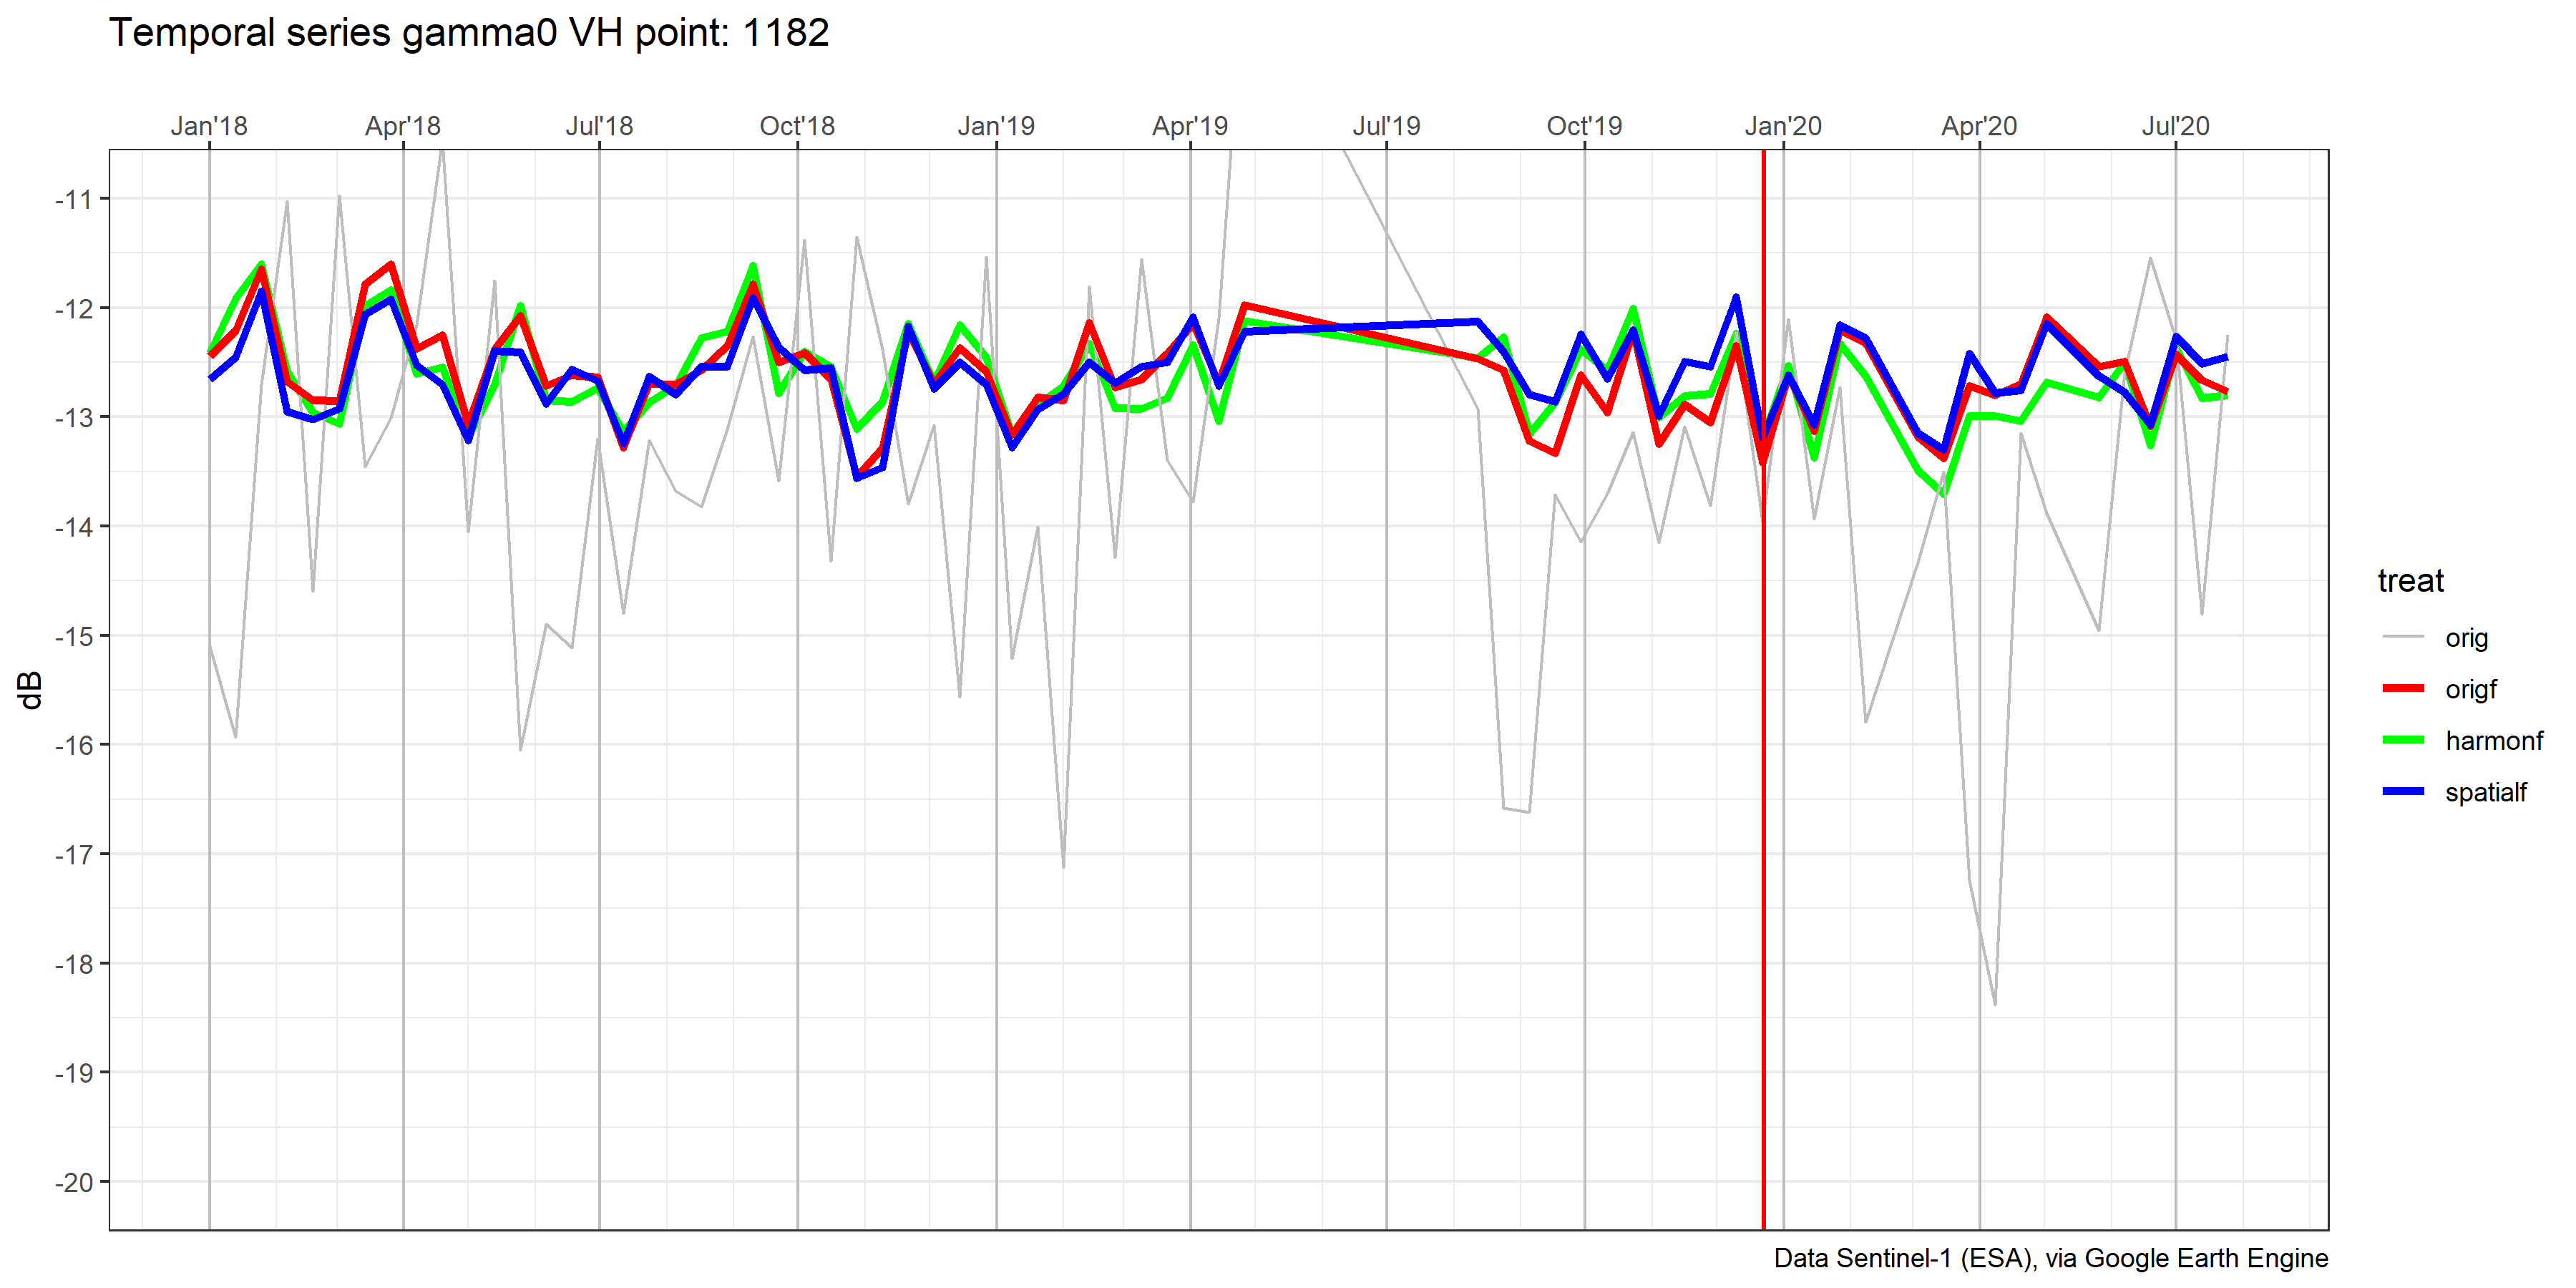 Temporal series gamma0 VH point: 1182
Jan'18 Apr'18 Jul'18 Oct'18 Jan'19 Apr'19 Jul'19 Oct'19 Jan'20 Apr'20 Jul'20
-11
-12
-13
-14
-15
-16
-17
-18
-19
-20
dB
treat
orig
origf
harmonf
spatialf
Data Sentinel-1 (ESA), via Google Earth Engine